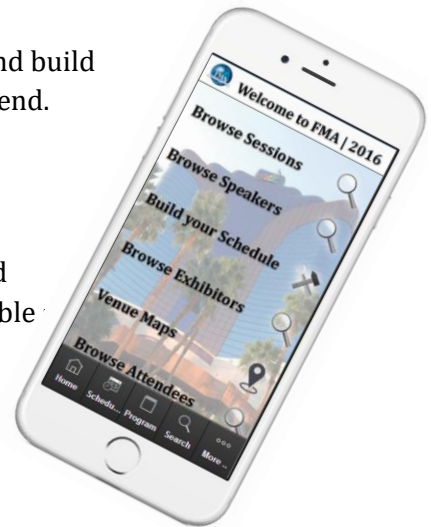 nd build
end.
d
ble
FMA
Welcome to FMA | 2016
Browse Sessions
Browse Speakers
Build your Schedule
Browse Exhibitors
Venue Maps
Browse Attendees
Home
Schedu...
Program
Search
More ...